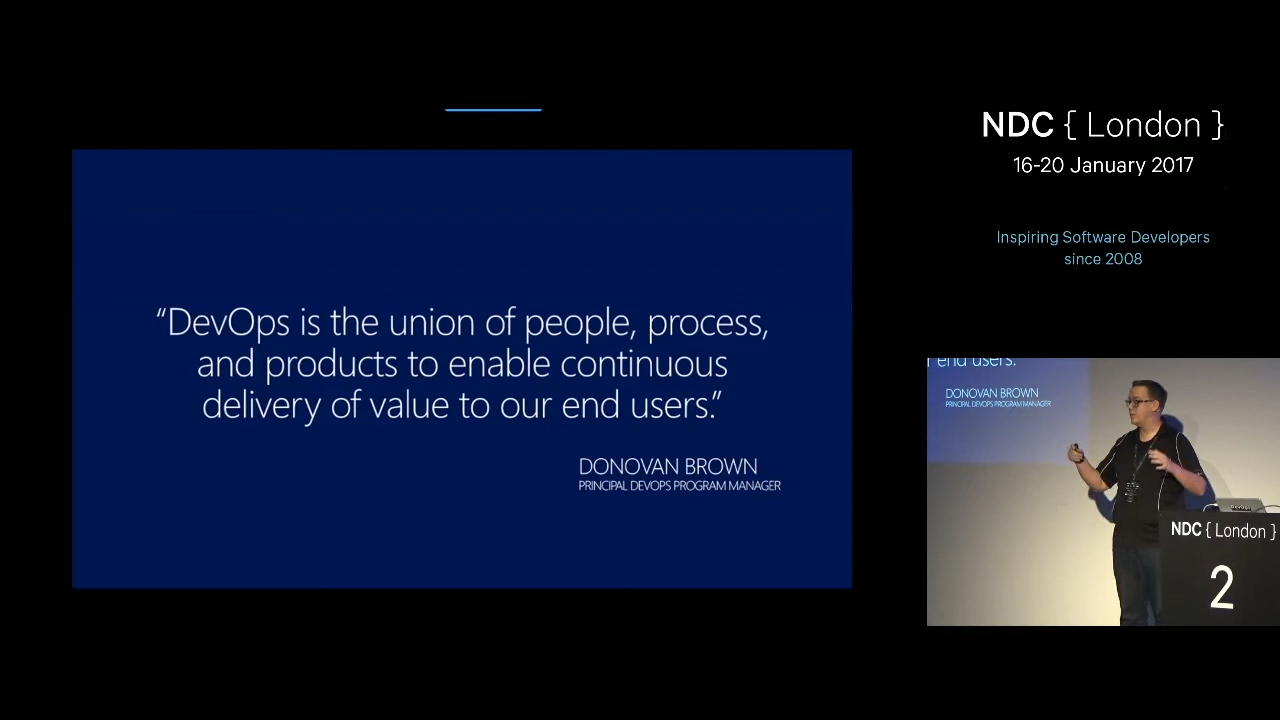 “DevOps is the union of people, process,
and products to enable continuous
delivery of value to our end users.”
DONOVAN BROWN
PRINCIPAL DEVOPS PROGRAM MANAGER
NDC { London }
16-20 January 2017
Inspiring Software Developers
since 2008
end users.
DONOVAN BROWN
PRINCIPAL DEVOPS PROGRAM MANAGER
NDC { London }
2